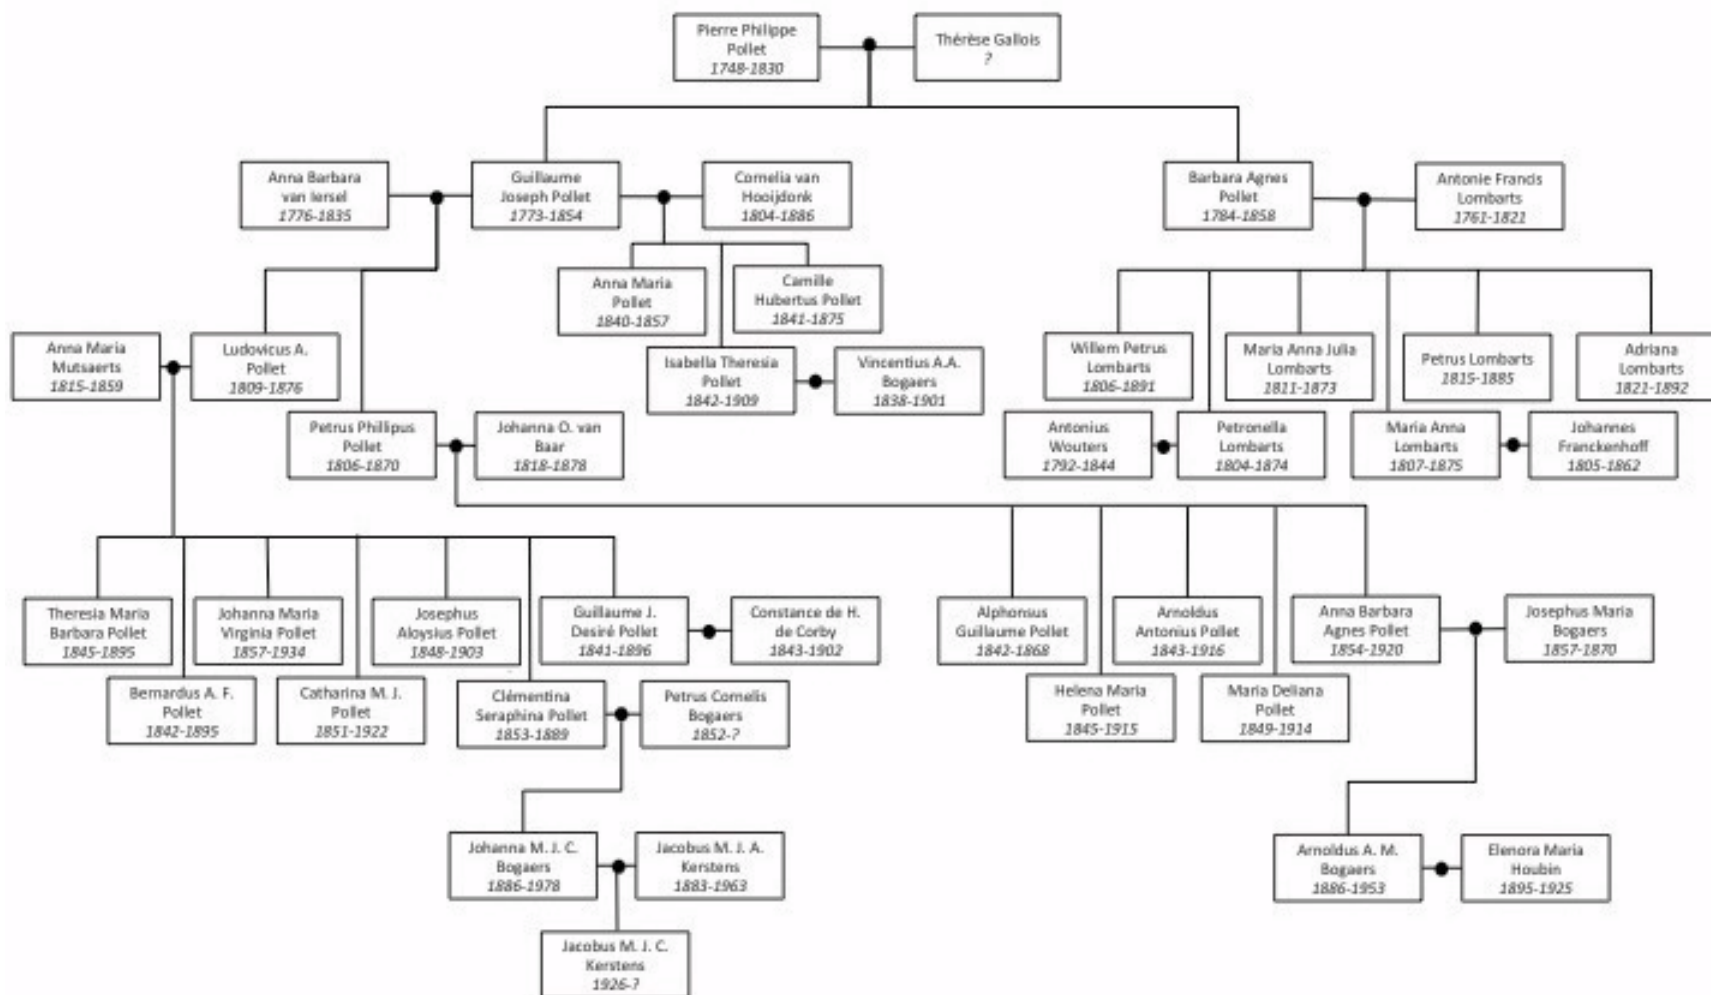 Pierre Philippe
Pollet
1748-1830
Thérèse Gallois
?
Anna Barbara
van Iersel
1776-1835
Guillaume
Joseph Pollet
1773-1854
Cornelia van
Hooijdonk
1804-1886
Barbara Agnes
Pollet
1784-1858
Antonie Francis
Lombarts
1761-1821
Anna Maria
Pollet
1840-1857
Camille
Hubertus Pollet
1841-1875
Anna Maria
Mutsaerts
1815-1859
Ludovicus A.
Pollet
1809-1876
Isabella Theresia
Pollet
1842-1909
Vincentius A.A.
Bogaers
1838-1901
Willem Petrus
Lombarts
1806-1891
Maria Anna Julia
Lombarts
1811-1873
Petrus Lombarts
1815-1885
Adriana
Lombarts
1821-1892
Petrus Phillipus
Pollet
1806-1870
Johanna O. van
Baar
1818-1878
Antonius
Wouters
1792-1844
Petronella
Lombarts
1804-1874
Maria Anna
Lombarts
1807-1875
Johannes
Franckenhoff
1805-1862
Theresia Maria
Barbara Pollet
1845-1895
Johanna Maria
Virginia Pollet
1857-1934
Josephus
Aloysius Pollet
1848-1903
Guillaume J.
Desiré Pollet
1841-1896
Constance de H.
de Corby
1843-1902
Alphonsus
Guillaume Pollet
1842-1868
Arnoldus
Antonius Pollet
1843-1916
Anna Barbara
Agnes Pollet
1854-1920
Josephus Maria
Bogaers
1857-1870
Bernardus A. F.
Pollet
1842-1895
Catharina M. J.
Pollet
1851-1922
Clémentina
Seraphina Pollet
1853-1889
Petrus Cornelis
Bogaers
1852-?
Helena Maria
Pollet
1845-1915
Maria Deliana
Pollet
1849-1914
Johanna M. J. C.
Bogaers
1886-1978
Jacobus M. J. A.
Kerstens
1883-1963
Arnoldus A. M.
Bogaers
1886-1953
Elenora Maria
Houbin
1895-1925
Jacobus M. J. C.
Kerstens
1926-?